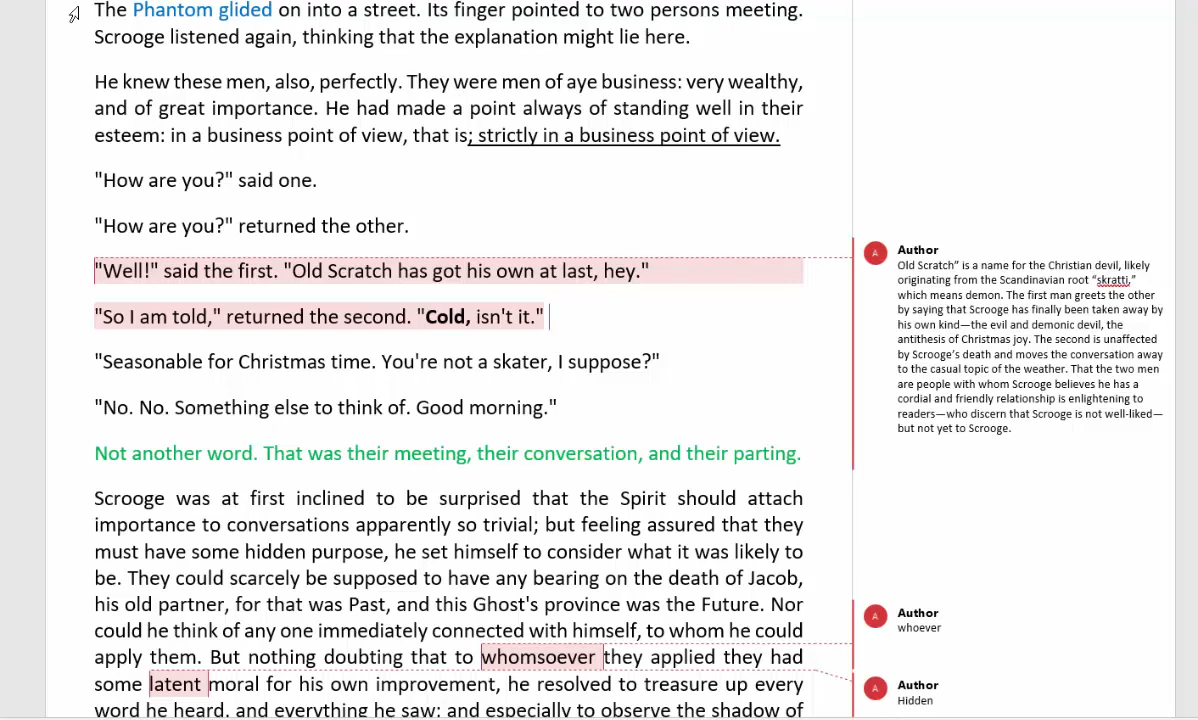 The Phantom glided on into a street. Its finger pointed to two persons meeting.
Scrooge listened again, thinking that the explanation might lie here.
He knew these men, also, perfectly. They were men of aye business: very wealthy,
and of great importance. He had made a point always of standing well in their
esteem: in a business point of view, that is; strictly in a business point of view.
"How are you?" said one.
"How are you?" returned the other.
"Well!" said the first. "Old Scratch has got his own at last, hey."
"So I am told," returned the second. "Cold, isn't it."
"Seasonable for Christmas time. You're not a skater, I suppose?"
"No. No. Something else to think of. Good morning."
Not another word. That was their meeting, their conversation, and their parting.
Scrooge was at first inclined to be surprised that the Spirit should attach
importance to conversations apparently so trivial; but feeling assured that they
must have some hidden purpose, he set himself to consider what it was likely to
be. They could scarcely be supposed to have any bearing on the death of Jacob,
his old partner, for that was Past, and this Ghost's province was the Future. Nor
could he think of any one immediately connected with himself, to whom he could
apply them. But nothing doubting that to whomsoever they applied they had
some latent moral for his own improvement, he resolved to treasure up every
word he heard, and everything he saw; and especially to observe the shadow of
A
Author
Old Scratch” is a name for the Christian devil, likely
originating from the Scandinavian root “skratti,”
which means demon. The first man greets the other
by saying that Scrooge has finally been taken away by
his own kind—the evil and demonic devil, the
antithesis of Christmas joy. The second is unaffected
by Scrooge’s death and moves the conversation away
to the casual topic of the weather. That the two men
are people with whom Scrooge believes he has a
cordial and friendly relationship is enlightening to
readers—who discern that Scrooge is not well-liked—
but not yet to Scrooge.
A
Author
whoever
A
Author
Hidden